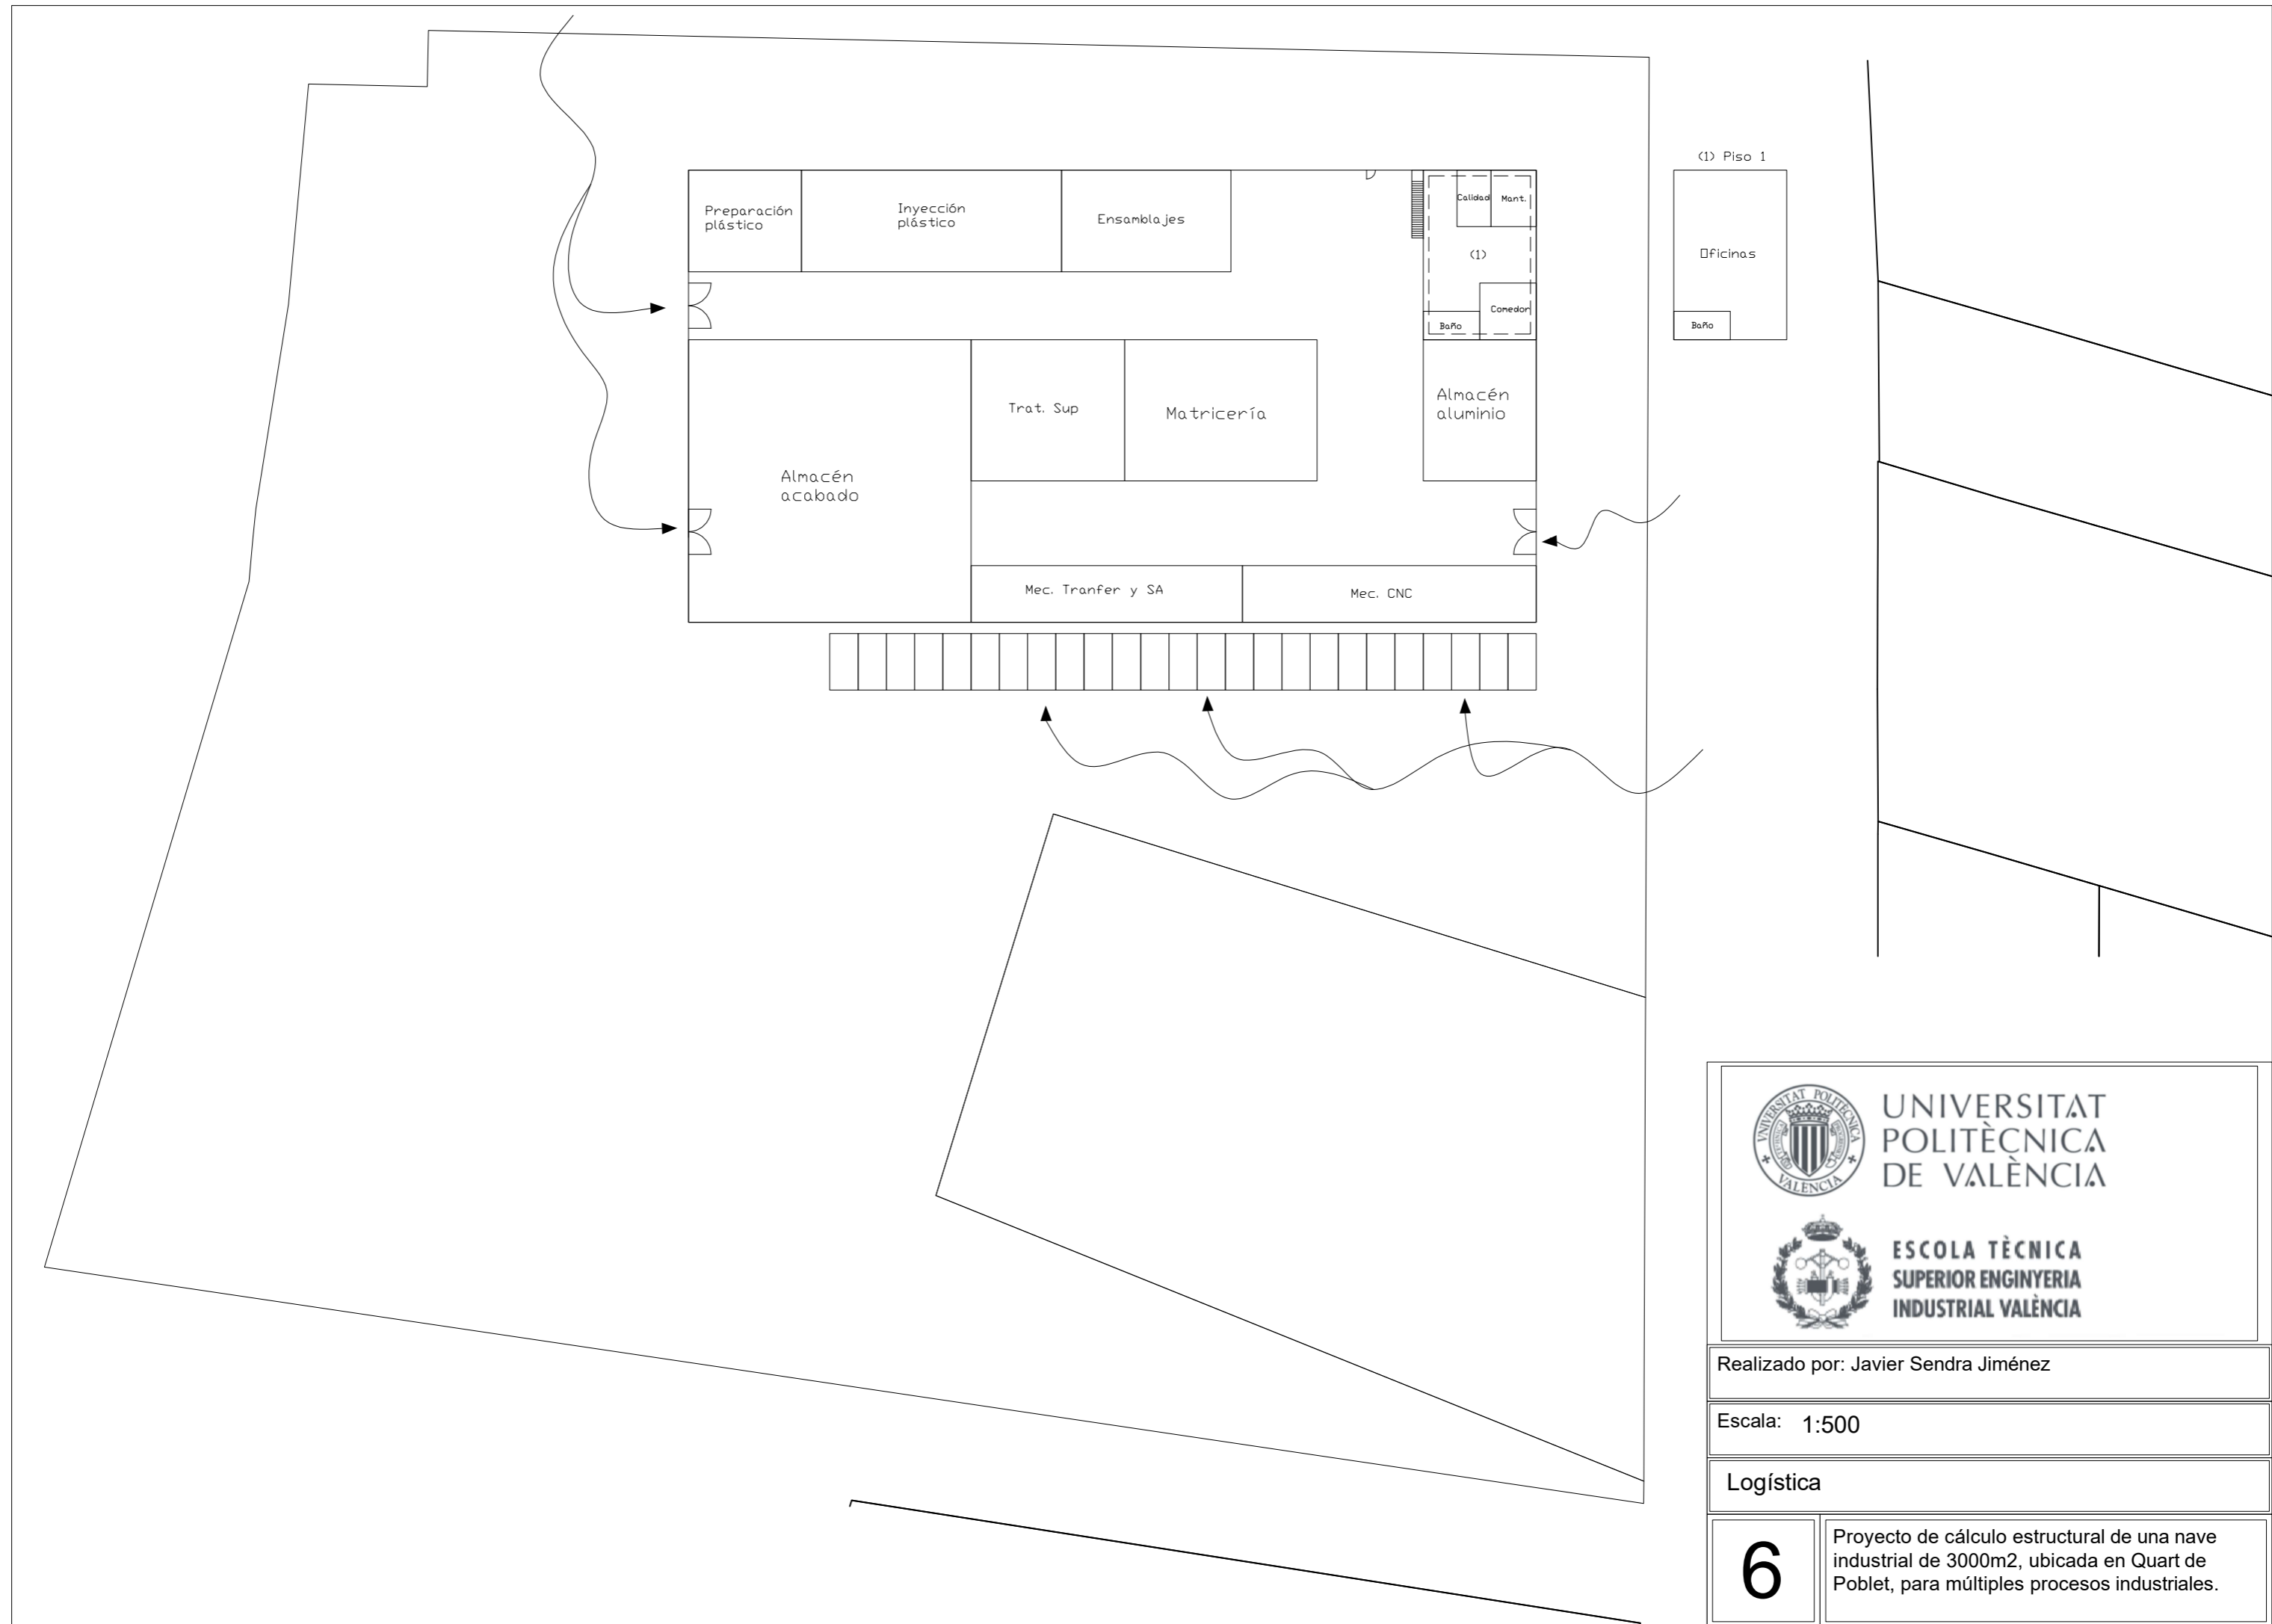 (1) Piso 1
Preparación
plástico
Inyección
plástico
Ensamblajes
Calidad
Mant.
(1)
Comedor
Baño
Oficinas
Baño
Trat. Sup
Matricería
Almacén
aluminio
Almacén
acabado
Mec. Tranfer y SA
Mec. CNC
UNIVERSITAT POLITECNICA
VALENCIA
UNIVERSITAT
POLITÈCNICA
DE VALÈNCIA
ESCOLA TÈCNICA
SUPERIOR ENGINYERIA
INDUSTRIAL VALÈNCIA
Realizado por: Javier Sendra Jiménez
Escala: 1:500
Logística
6
Proyecto de cálculo estructural de una nave
industrial de 3000m2, ubicada en Quart de
Poblet, para múltiples procesos industriales.